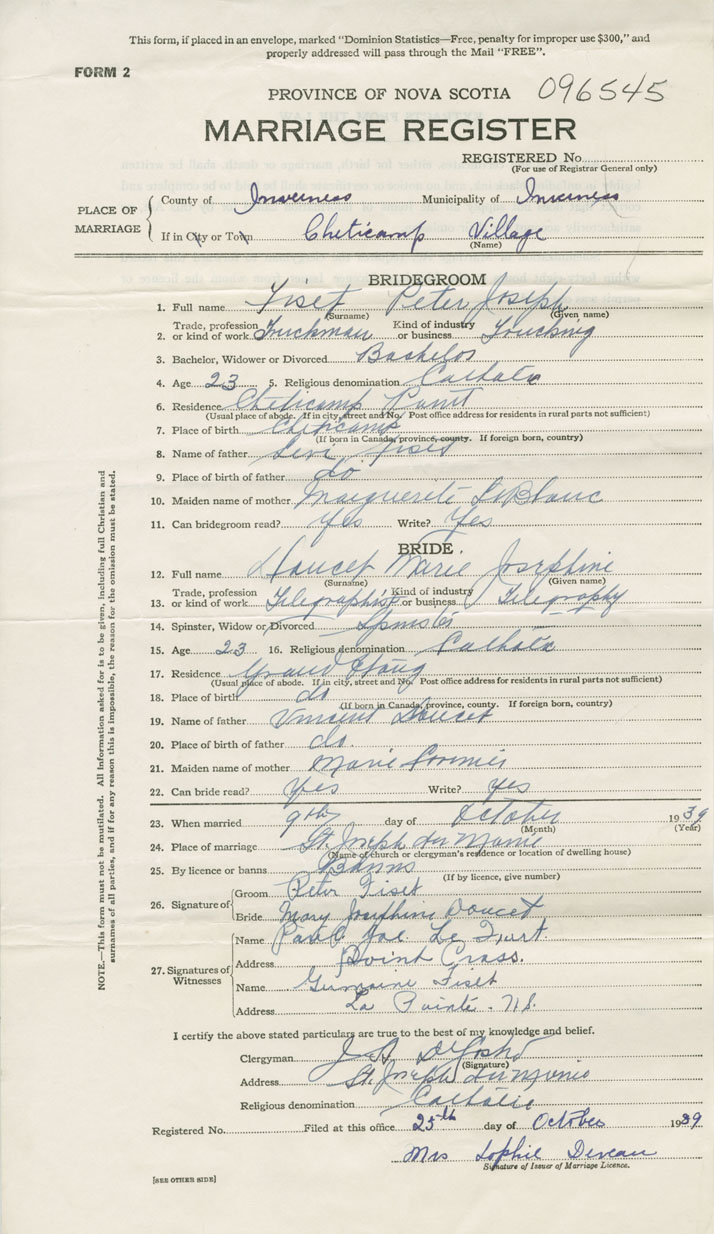 This form, if placed in an envelope, marked "Dominion Statistics—Free, penalty for improper use $300," and
properly addressed will pass through the Mail "FREE".
FORM 2
PROVINCE OF NOVA SCOTIA 096545
MARRIAGE REGISTER
REGISTERED No.
(For use of Registrar General only)
PLACE OF MARRIAGE
County of Inverness Municipality of Inverness
If in City or Town Cheticamp Village
(Name)
BRIDEGROOM
1. Full name Fiset Peter Joseph
(Surname) (Given name)
2. Trade, profession or kind of work Truckman Kind of industry or business Trucking
3. Bachelor, Widower or Divorced Bachelor
4. Age 23 5. Religious denomination Catholic
6. Residence Cheticamp Point
(Usual place of abode. If in city, street and No. Post office address for residents in rural parts not sufficient)
7. Place of birth Cheticamp
(If born in Canada, province, county. If foreign born, country)
8. Name of father Levi Fiset
9. Place of birth of father do
10. Maiden name of mother Marguerite LeBlanc
11. Can bridegroom read? Yes Write? Yes
BRIDE
12. Full name Doucet Marie Josephine
(Surname) (Given name)
13. Trade, profession or kind of work Telegraphist Kind of industry or business Telegraphy
14. Spinster, Widow or Divorced Spinster
15. Age 23 16. Religious denomination Catholic
17. Residence Grand Etang
(Usual place of abode. If in city, street and No. Post office address for residents in rural parts not sufficient)
18. Place of birth do
(If born in Canada, province, county. If foreign born, country)
19. Name of father Vincent Doucet
20. Place of birth of father do.
21. Maiden name of mother Marie
22. Can bride read? Yes Write? Yes
23. When married 9th day of October 1939
(Month) (Year)
24. Place of marriage St. Joseph du Moine
(Name of church or clergyman's residence or location of dwelling house)
25. By licence or banns Banns
(If by licence, give number)
26. Signature of
Groom Peter Fiset
Bride Mary Josephine Doucet
27. Signatures of Witnesses
Name Joe Le Fort.
Address Point Cross.
Name Germaine Fiset
Address La Pointe - N.S.
I certify the above stated particulars are true to the best of my knowledge and belief.
Clergyman J. A. DeCoste
(Signature)
Address St. Joseph du Moine
Religious denomination Catholic
Registered No. Filed at this office 25th day of October 1939
Mrs Sophie Deveau
Signature of Issuer of Marriage Licence.
[SEE OTHER SIDE]
NOTE.—This form must not be mutilated. All information asked for is to be given, including full Christian and
surnames of all parties, and if for any reason this is impossible, the reason for the omission must be stated.